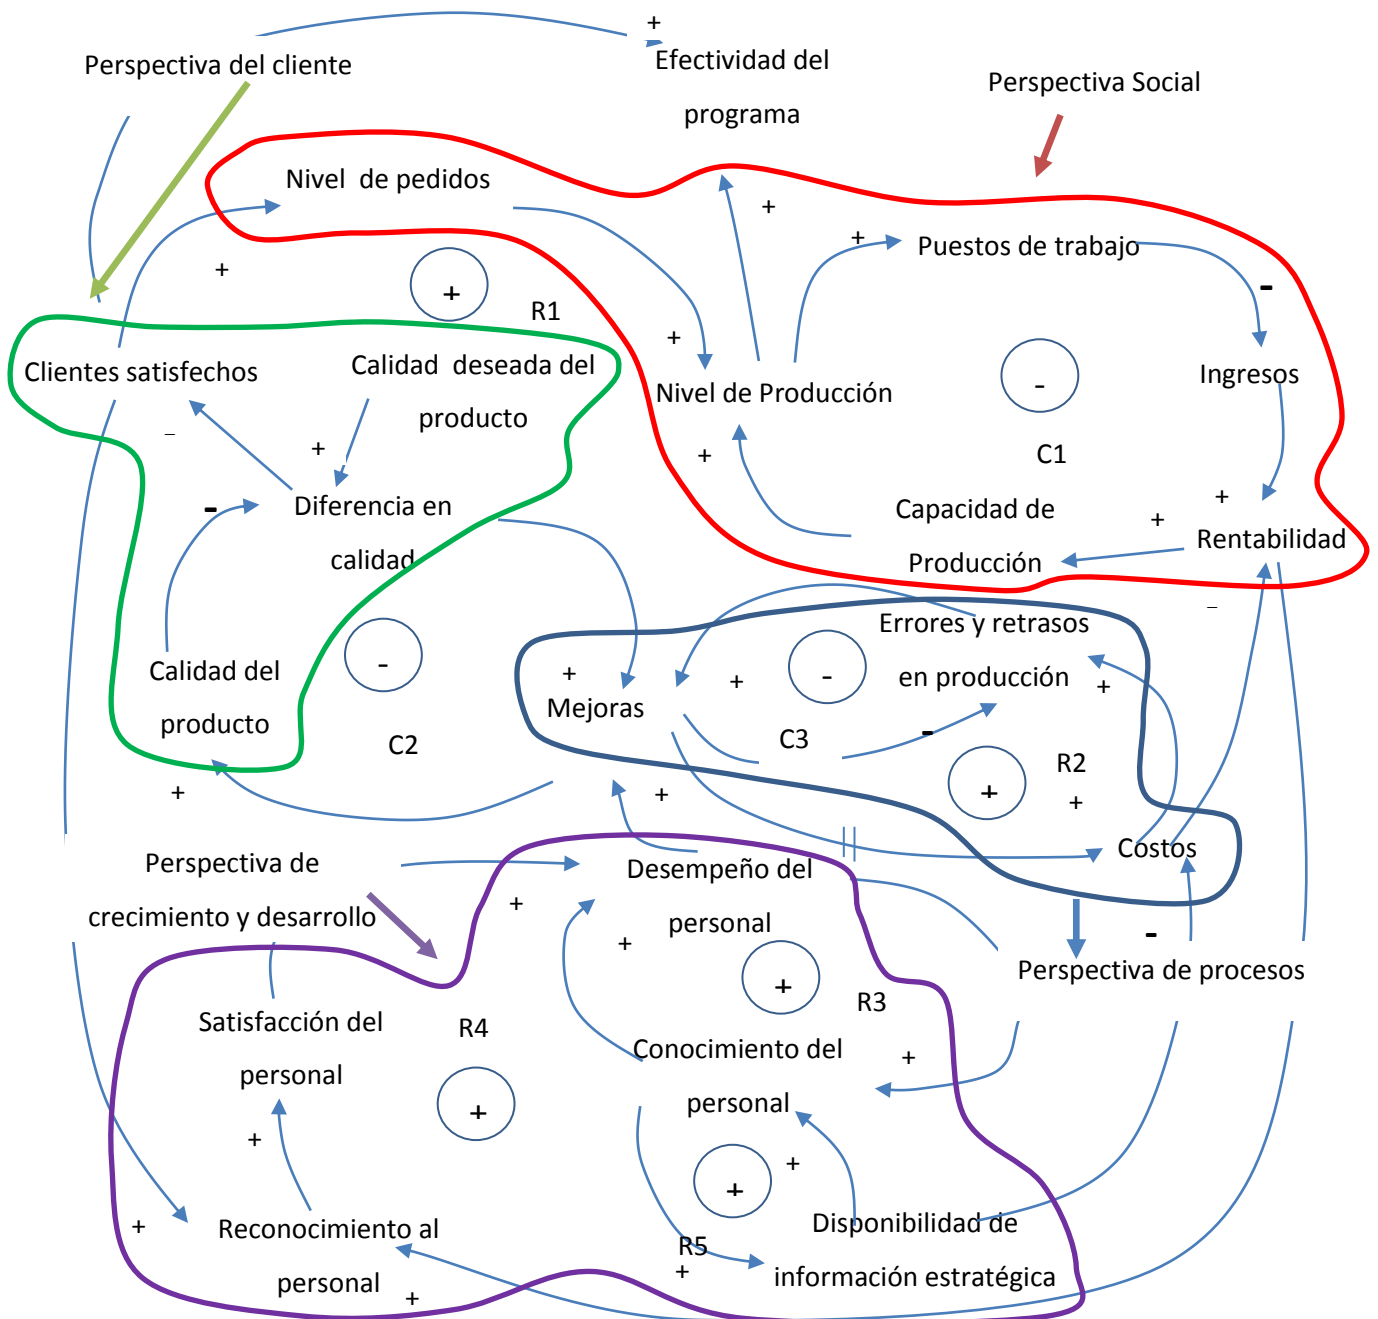 +
Perspectiva del cliente
Efectividad del
programa
Perspectiva Social
Nivel de pedidos
+
+
Puestos de trabajo
+
-
+
R1
+
Clientes satisfechos
Calidad deseada del
producto
Nivel de Producción
-
Ingresos
-
+
+
C1
-
Diferencia en
calidad
Capacidad de
Producción
+
+
Rentabilidad
-
Calidad del
producto
-
C2
+
Mejoras
+
-
C3
Errores y retrasos
en producción
+
-
+
R2
+
+
+
Costos
Perspectiva de
crecimiento y desarrollo
Desempeño del
personal
+
+
+
-
Perspectiva de procesos
R3
Satisfacción del
personal
R4
+
Conocimiento del
personal
+
+
+
+
Disponibilidad de
información estratégica
R5
+
+
Reconocimiento al
personal
+